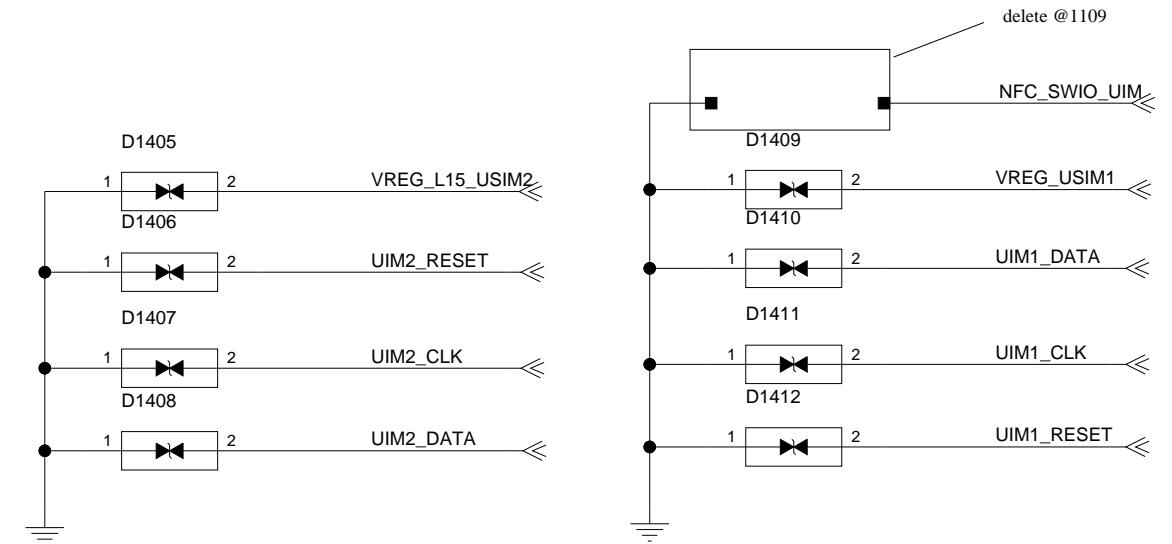 delete @1109
NFC_SWIO_UIM
D1405
1 2 VREG_L15_USIM2
D1406
1 2 UIM2_RESET
D1407
1 2 UIM2_CLK
D1408
1 2 UIM2_DATA
D1409
1 2 VREG_USIM1
D1410
1 2 UIM1_DATA
D1411
1 2 UIM1_CLK
D1412
1 2 UIM1_RESET